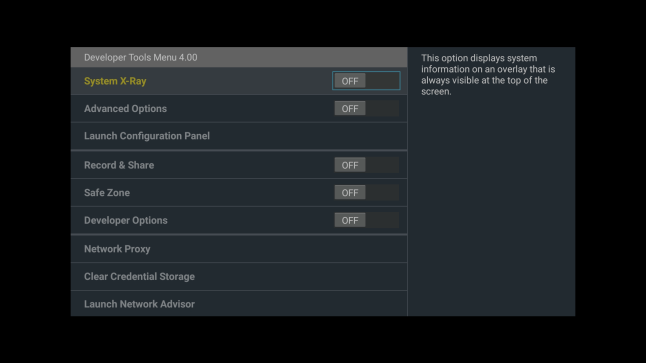 Developer Tools Menu 4.00
System X-Ray OFF
Advanced Options OFF
Launch Configuration Panel
Record & Share OFF
Safe Zone OFF
Developer Options OFF
Network Proxy
Clear Credential Storage
Launch Network Advisor
This option displays system
information on an overlay that is
always visible at the top of the
screen.